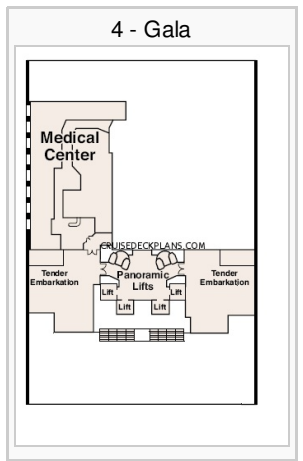 4 - Gala
Medical
Center
CRUISEDECKPLANS.COM
Tender
Embarkation
Panoramic
Lifts
Tender
Embarkation
Lift
Lift
Lift
Lift